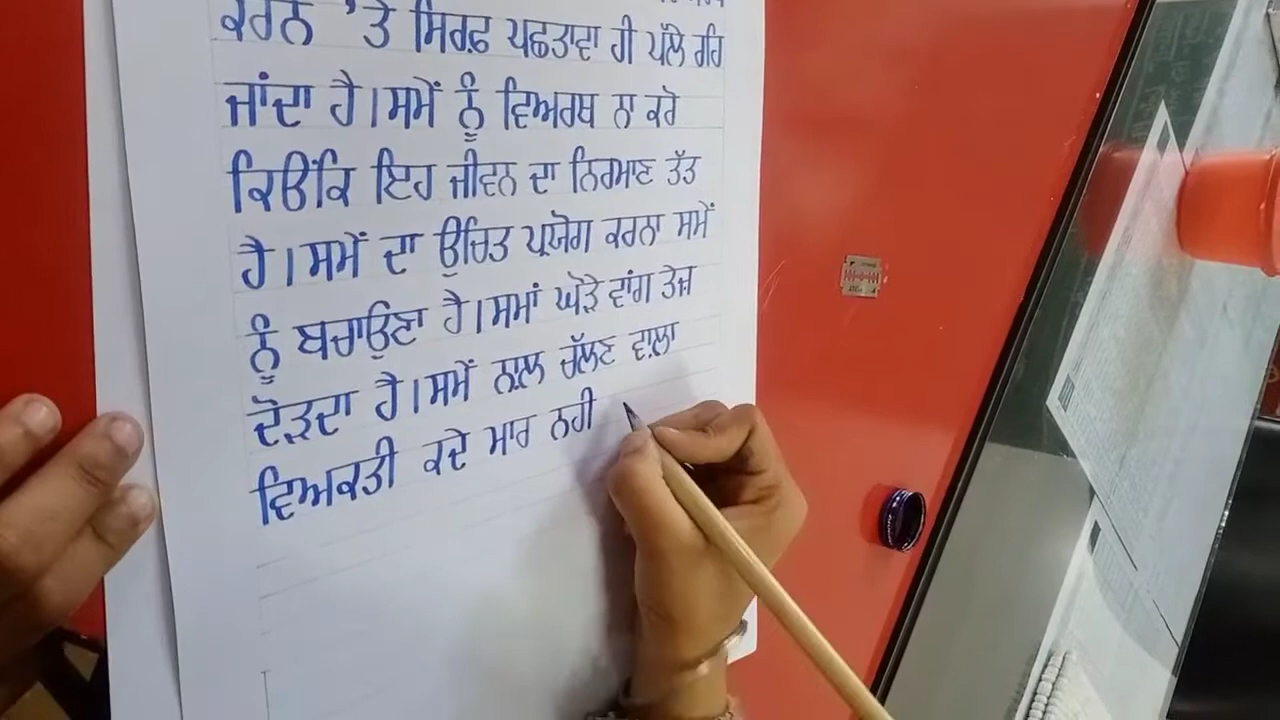 ਕਰਨ 'ਤੇ ਸਿਰਫ਼ ਪਛਤਾਵਾ ਹੀ ਪੱਲੇ ਰਹਿ
ਜਾਂਦਾ ਹੈ।ਸਮੇਂ ਨੂੰ ਵਿਅਰਥ ਨਾ ਕਰੋ
ਕਿਉਂਕਿ ਇਹ ਜੀਵਨ ਦਾ ਨਿਰਮਾਣ ਤੱਤ
ਹੈ।ਸਮੇਂ ਦਾ ਉਚਿਤ ਪ੍ਰਯੋਗ ਕਰਨਾ ਸਮੇਂ
ਨੂੰ ਬਚਾਉਣਾ ਹੈ।ਸਮਾਂ ਘੋੜੇ ਵਾਂਗ ਤੇਜ਼
ਦੋੜਦਾ ਹੈ।ਸਮੇਂ ਨਾਲ਼ ਚੱਲਣ ਵਾਲ਼ਾ
ਵਿਅਕਤੀ ਕਦੇ ਮਾਰ ਨਹੀ